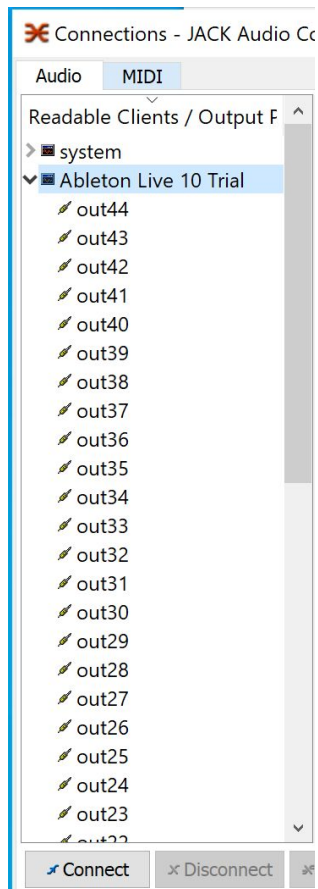 Connections - JACK Audio Co
Audio MIDI
Readable Clients / Output P
system
Ableton Live 10 Trial
out44
out43
out42
out41
out40
out39
out38
out37
out36
out35
out34
out33
out32
out31
out30
out29
out28
out27
out26
out25
out24
out23
out22
Connect Disconnect